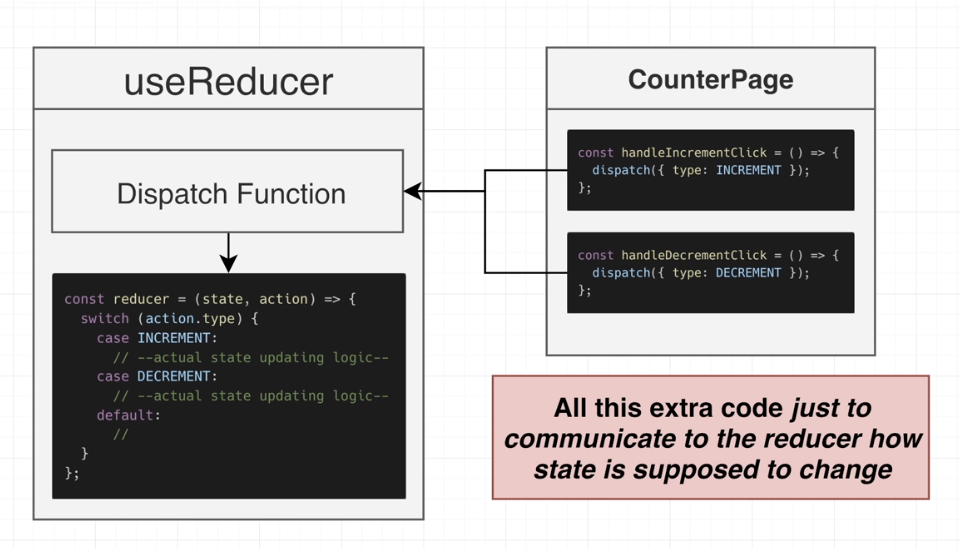 useReducer
Dispatch Function
const reducer = (state, action) => {
  switch (action.type) {
    case INCREMENT:
      // --actual state updating logic--
    case DECREMENT:
      // --actual state updating logic--
    default:
      //
  }
};
CounterPage
const handleIncrementClick = () => {
  dispatch({ type: INCREMENT });
};
const handleDecrementClick = () => {
  dispatch({ type: DECREMENT });
};
All this extra code just to
communicate to the reducer how
state is supposed to change